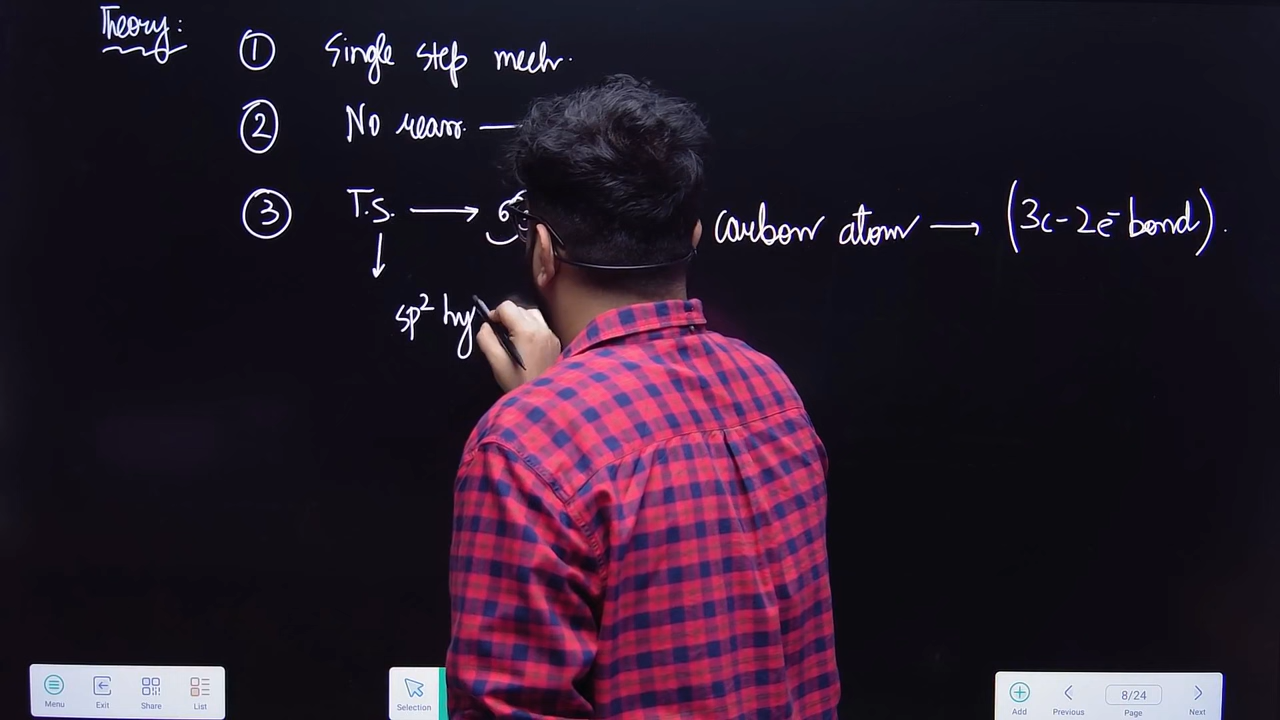 Theory:
① Single step mech.
② No rearr. —
③ T.S. ⟶ carbon atom ⟶ (3c-2e⁻ bond).
↓
sp² hy
Menu Exit Share List
Selection
Add Previous 8/24 Page Next